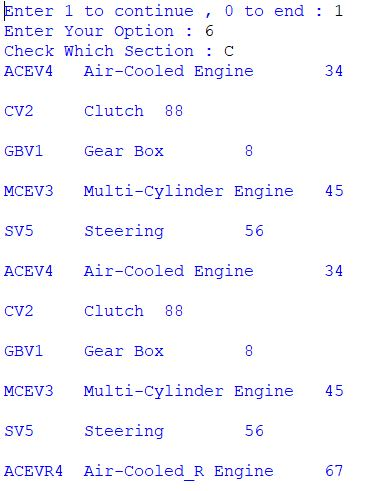 Enter 1 to continue , 0 to end : 1
Enter Your Option : 6
Check Which Section : C
ACEV4 Air-Cooled Engine 34
CV2 Clutch 88
GBV1 Gear Box 8
MCEV3 Multi-Cylinder Engine 45
SV5 Steering 56
ACEV4 Air-Cooled Engine 34
CV2 Clutch 88
GBV1 Gear Box 8
MCEV3 Multi-Cylinder Engine 45
SV5 Steering 56
ACEVR4 Air-Cooled_R Engine 67